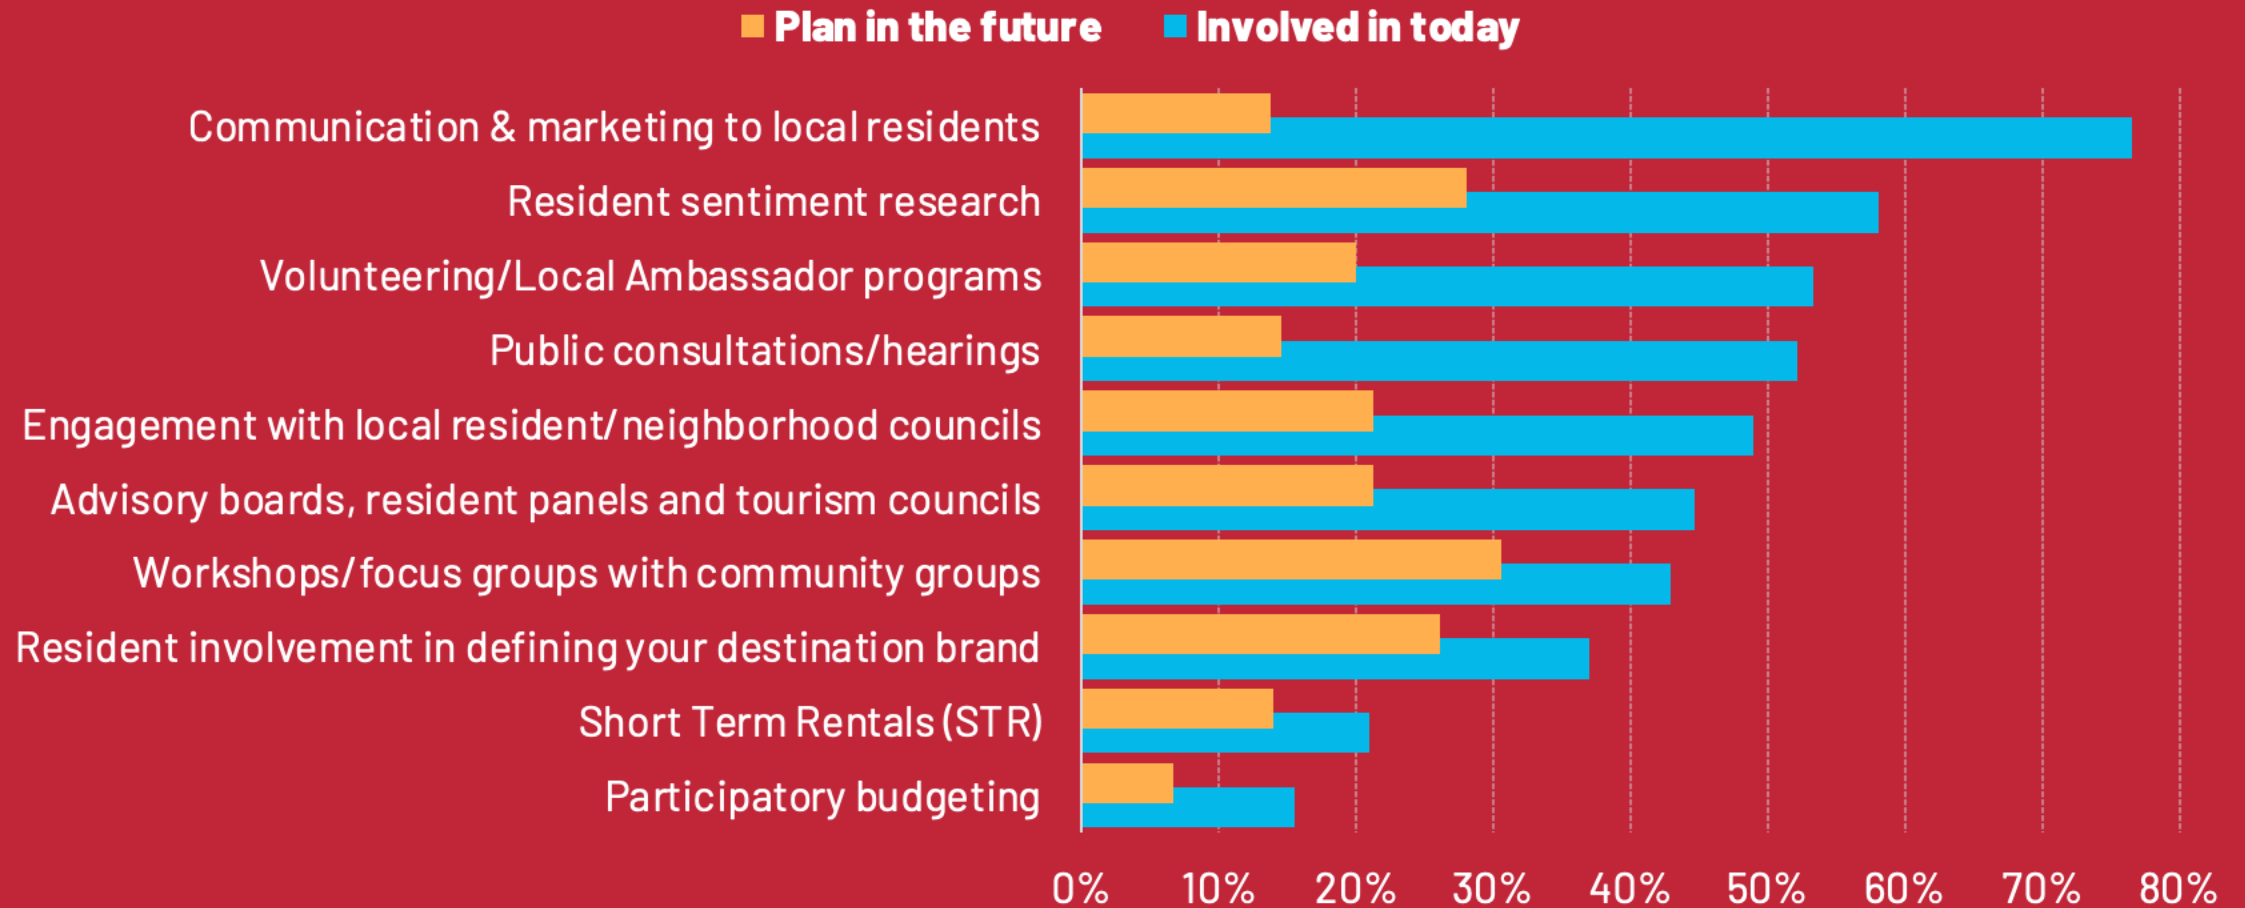 Plan in the future Involved in today
Communication & marketing to local residents
Resident sentiment research
Volunteering/Local Ambassador programs
Public consultations/hearings
Engagement with local resident/neighborhood councils
Advisory boards, resident panels and tourism councils
Workshops/focus groups with community groups
Resident involvement in defining your destination brand
Short Term Rentals (STR)
Participatory budgeting
0% 10% 20% 30% 40% 50% 60% 70% 80%